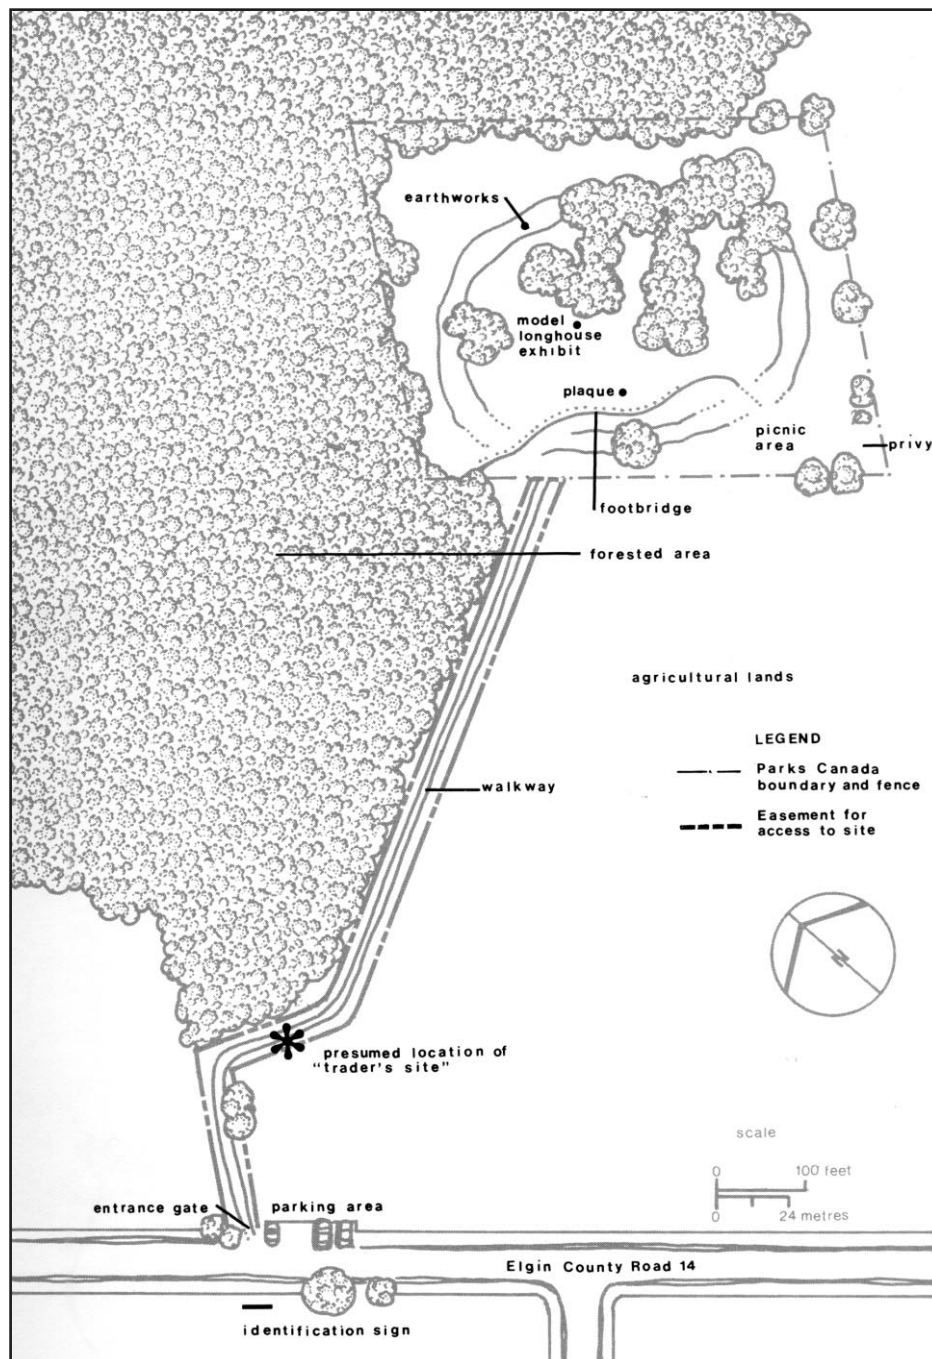 earthworks
model
longhouse
exhibit
plaque
picnic
area
privy
footbridge
forested area
agricultural lands
LEGEND
Parks Canada
boundary and fence
Easement for
access to site
walkway
N
presumed location of
"trader's site"
scale
0 100 feet
0 24 metres
entrance gate
parking area
Elgin County Road 14
identification sign